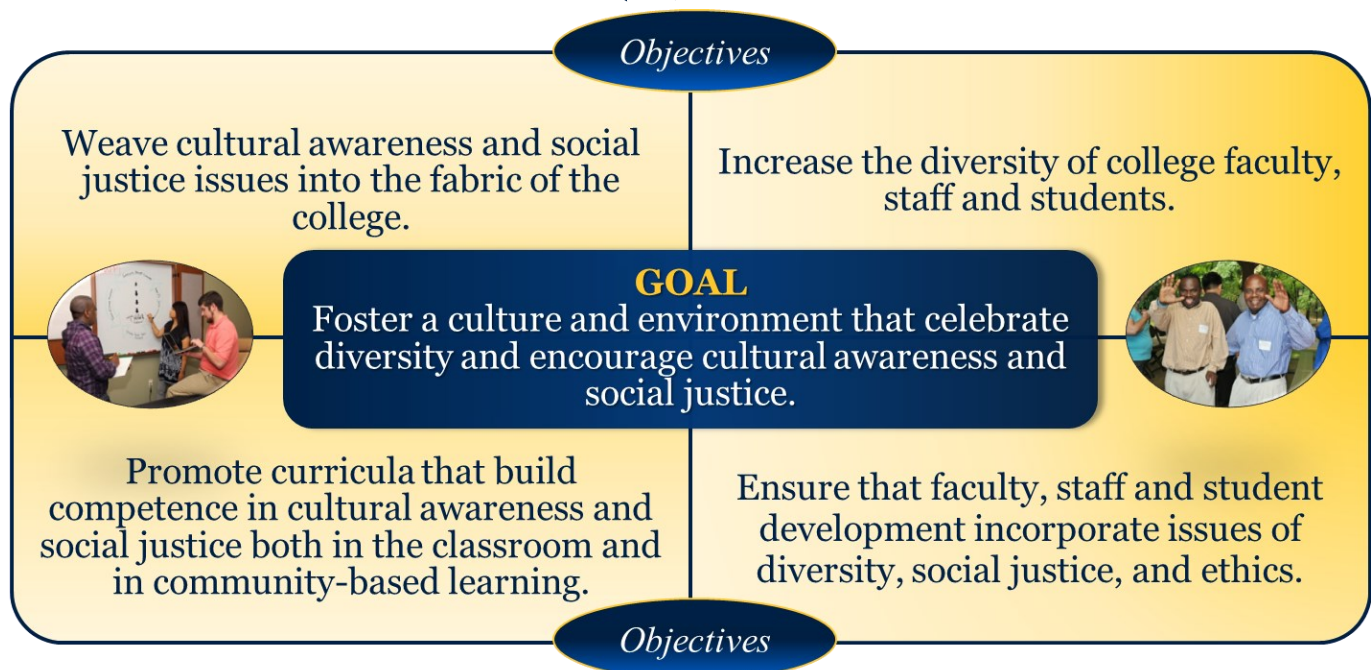 Objectives
Weave cultural awareness and social
justice issues into the fabric of the
college.
Increase the diversity of college faculty,
staff and students.
GOAL
Foster a culture and environment that celebrate
diversity and encourage cultural awareness and
social justice.
Promote curricula that build
competence in cultural awareness and
social justice both in the classroom and
in community-based learning.
Ensure that faculty, staff and student
development incorporate issues of
diversity, social justice, and ethics.
Objectives